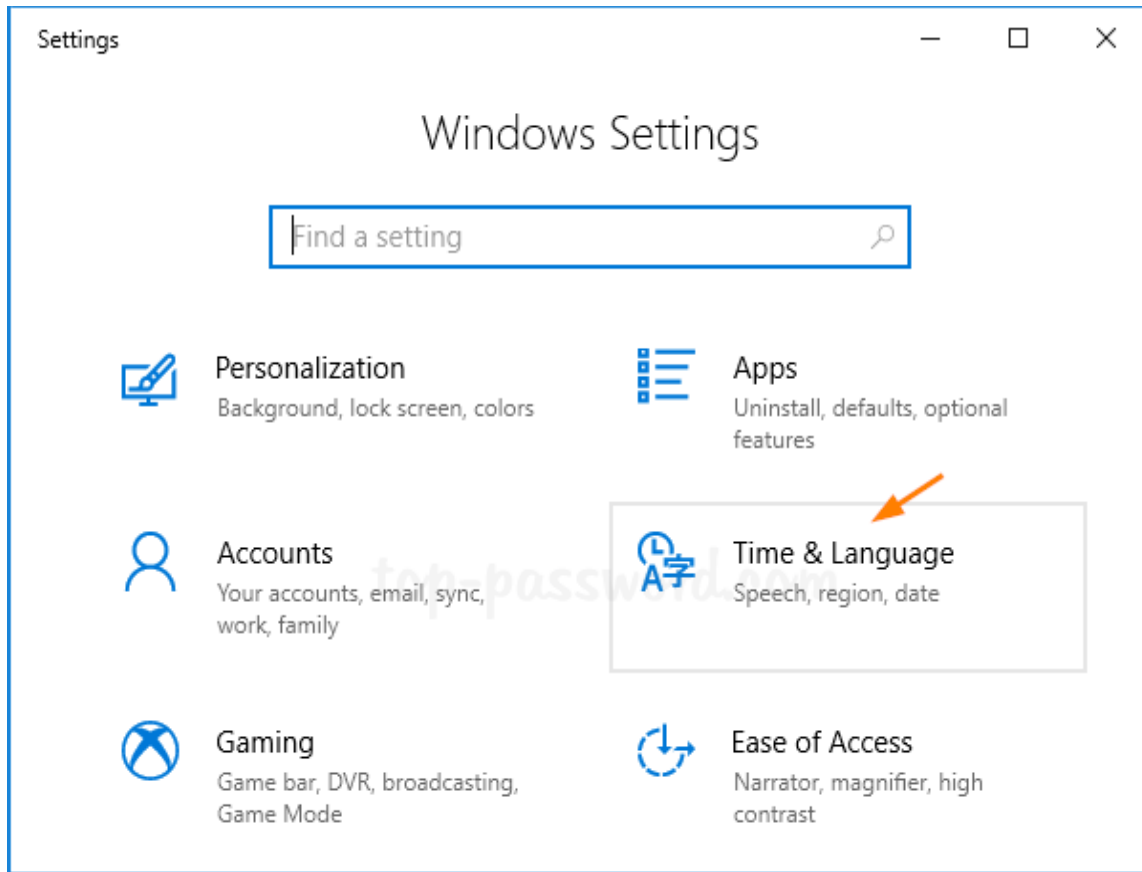 Settings
Windows Settings
Find a setting
Personalization
Background, lock screen, colors
Apps
Uninstall, defaults, optional
features
Accounts
Your accounts, email, sync,
work, family
Time & Language
Speech, region, date
A字
top-password.com
Gaming
Game bar, DVR, broadcasting,
Game Mode
Ease of Access
Narrator, magnifier, high
contrast